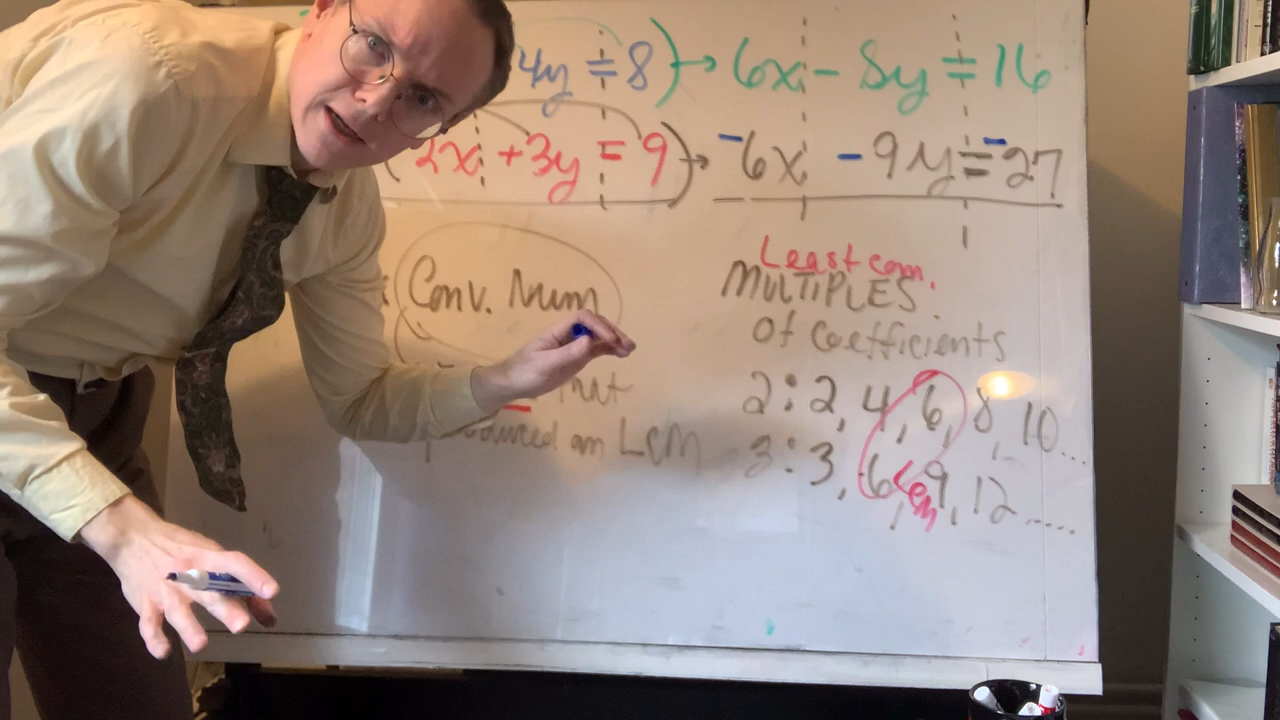 4y = 8) → 6x - 8y = 16
(2x + 3y = 9) → -6x - 9y = -27
Conv. Num
Least com.
MULTIPLES
of coefficients
that
produced an LCM
2: 2, 4, 6, 8, 10...
3: 3, 6, 9, 12.....
LCM